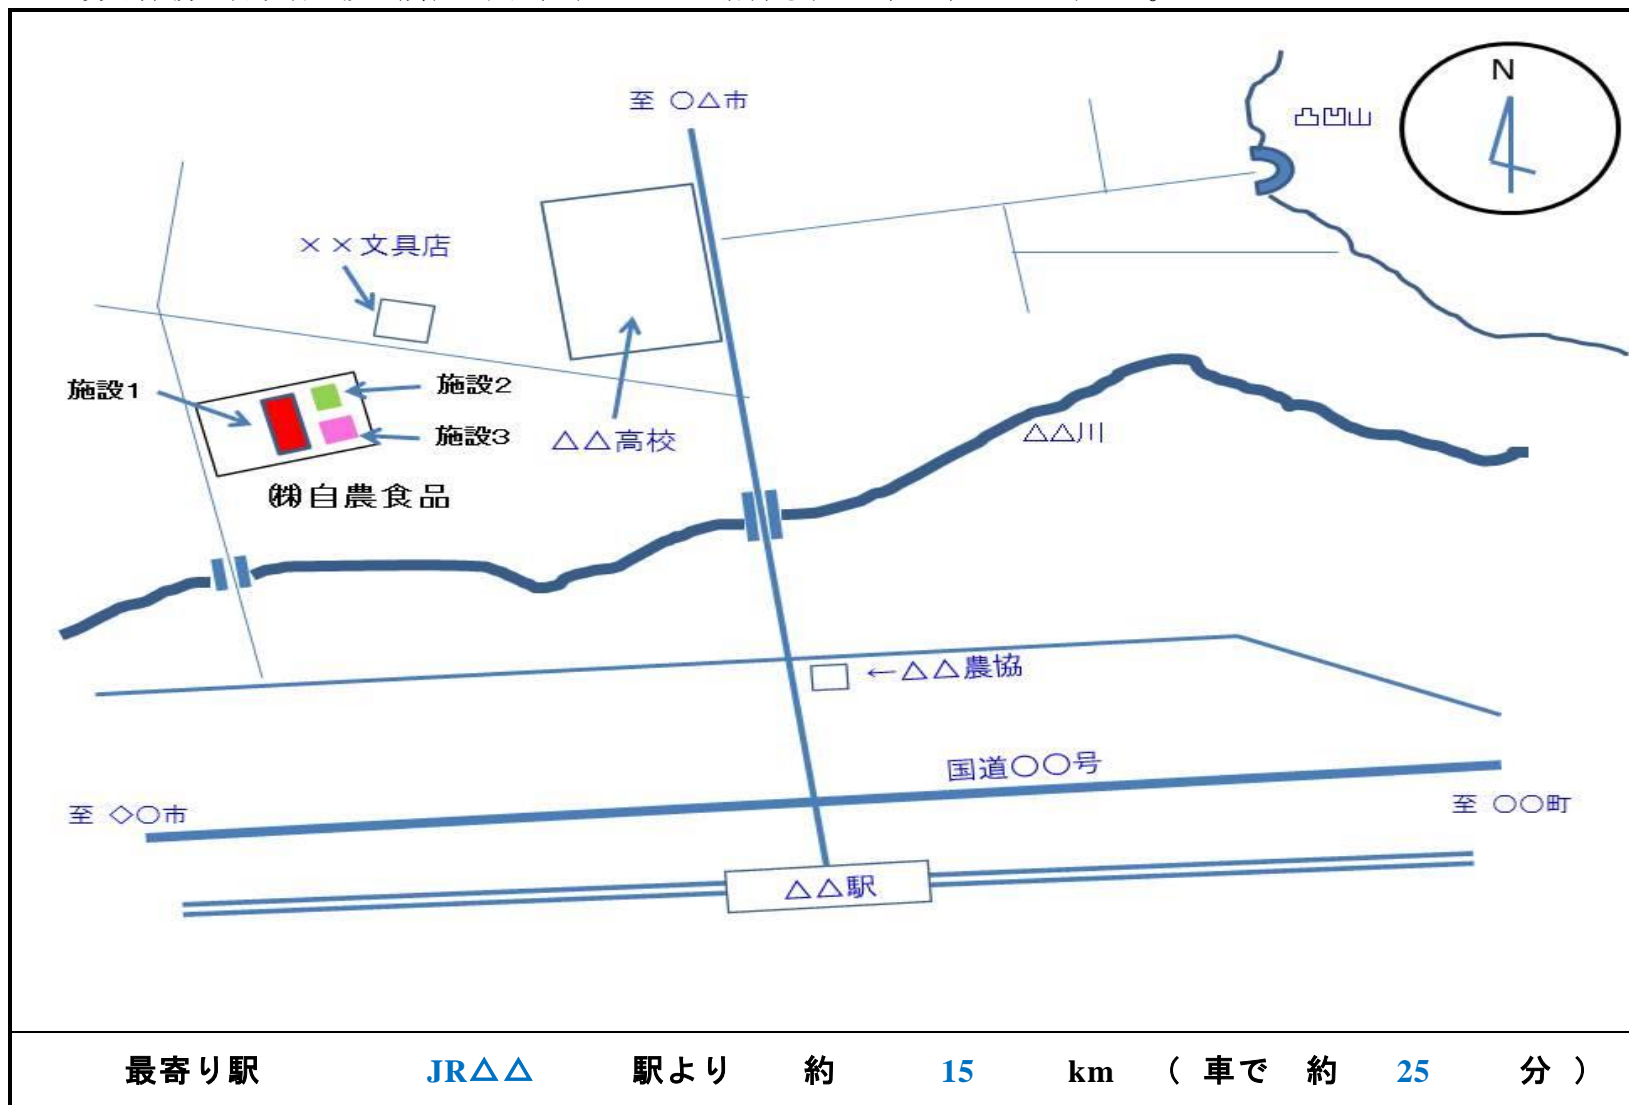 N
至 ○△市
凸凹山
××文具店
施設1
施設2
施設3
△△高校
△△川
㈱自農食品
←△△農協
国道○○号
至 ◇○市
至 ○○町
△△駅
最寄り駅 JR△△ 駅より 約 15 km ( 車で 約 25 分 )